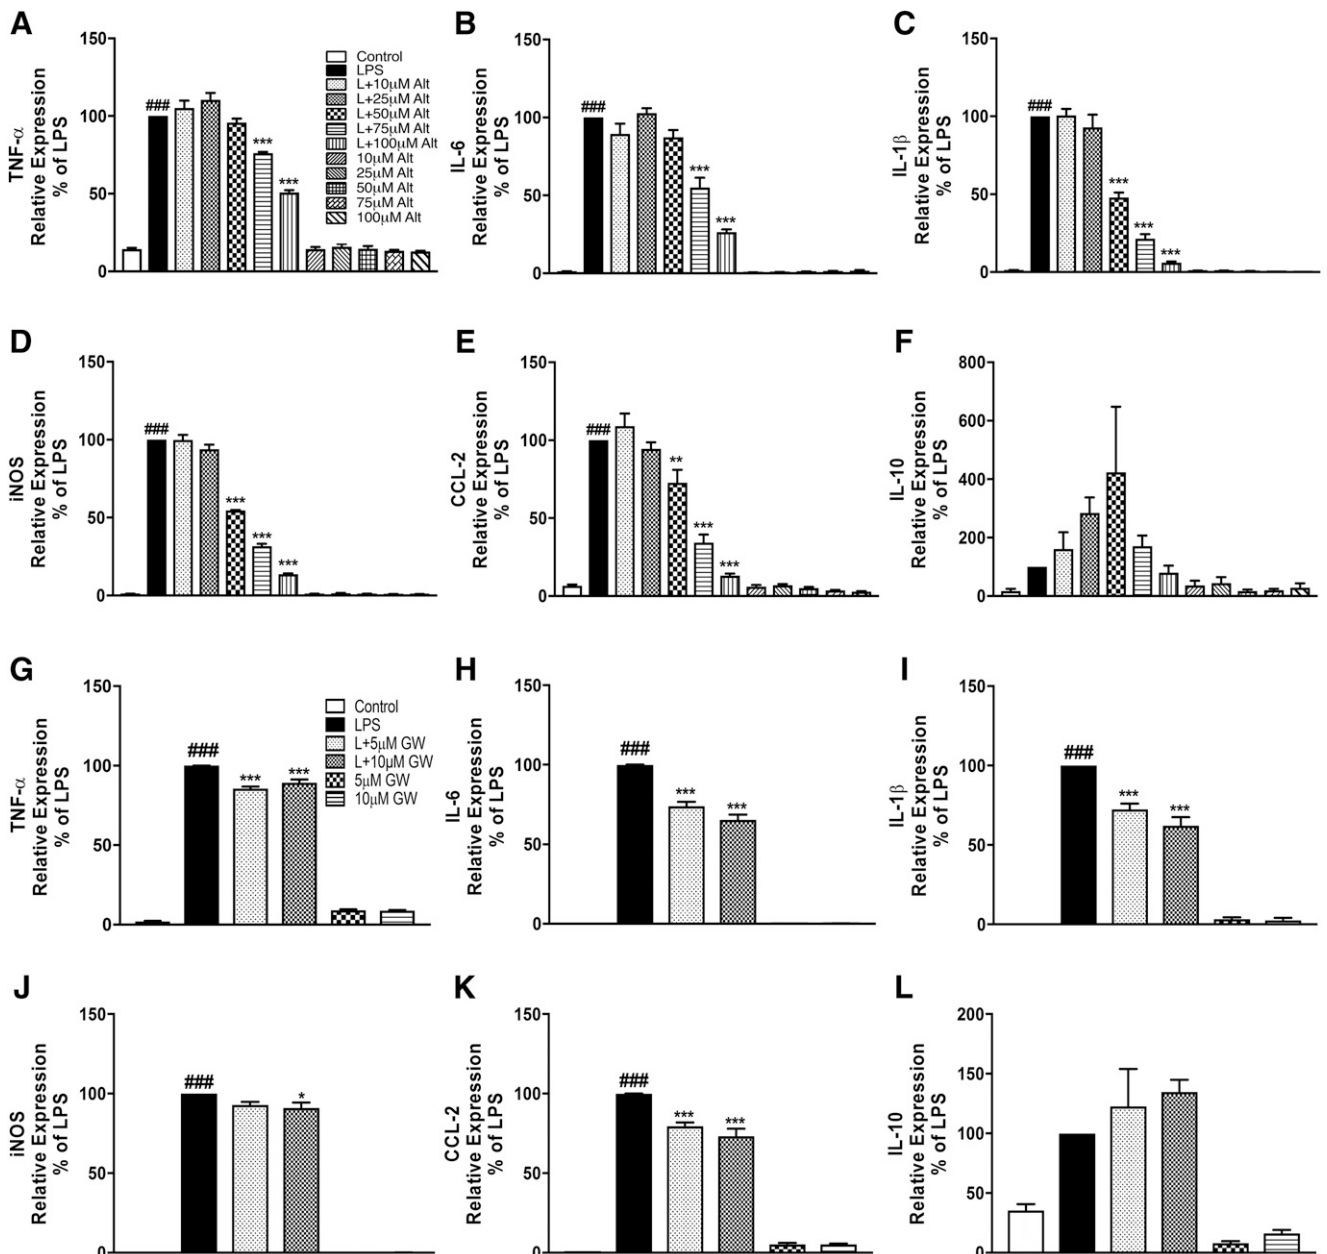 A
TNF-α
Relative Expression
% of LPS
150
100
50
0
###
***
***
Control
LPS
L+10μM Alt
L+25μM Alt
L+50μM Alt
L+75μM Alt
L+100μM Alt
10μM Alt
25μM Alt
50μM Alt
75μM Alt
100μM Alt
B
IL-6
Relative Expression
% of LPS
150
100
50
0
###
***
***
C
IL-1β
Relative Expression
% of LPS
150
100
50
0
###
***
***
***
D
iNOS
Relative Expression
% of LPS
150
100
50
0
###
***
***
***
E
CCL-2
Relative Expression
% of LPS
150
100
50
0
###
**
***
***
F
IL-10
Relative Expression
% of LPS
800
600
400
200
0
G
TNF-α
Relative Expression
% of LPS
150
100
50
0
###
***
***
Control
LPS
L+5μM GW
L+10μM GW
5μM GW
10μM GW
H
IL-6
Relative Expression
% of LPS
150
100
50
0
###
***
***
I
IL-1β
Relative Expression
% of LPS
150
100
50
0
###
***
***
J
iNOS
Relative Expression
% of LPS
150
100
50
0
###
*
K
CCL-2
Relative Expression
% of LPS
150
100
50
0
###
***
***
L
IL-10
Relative Expression
% of LPS
200
150
100
50
0